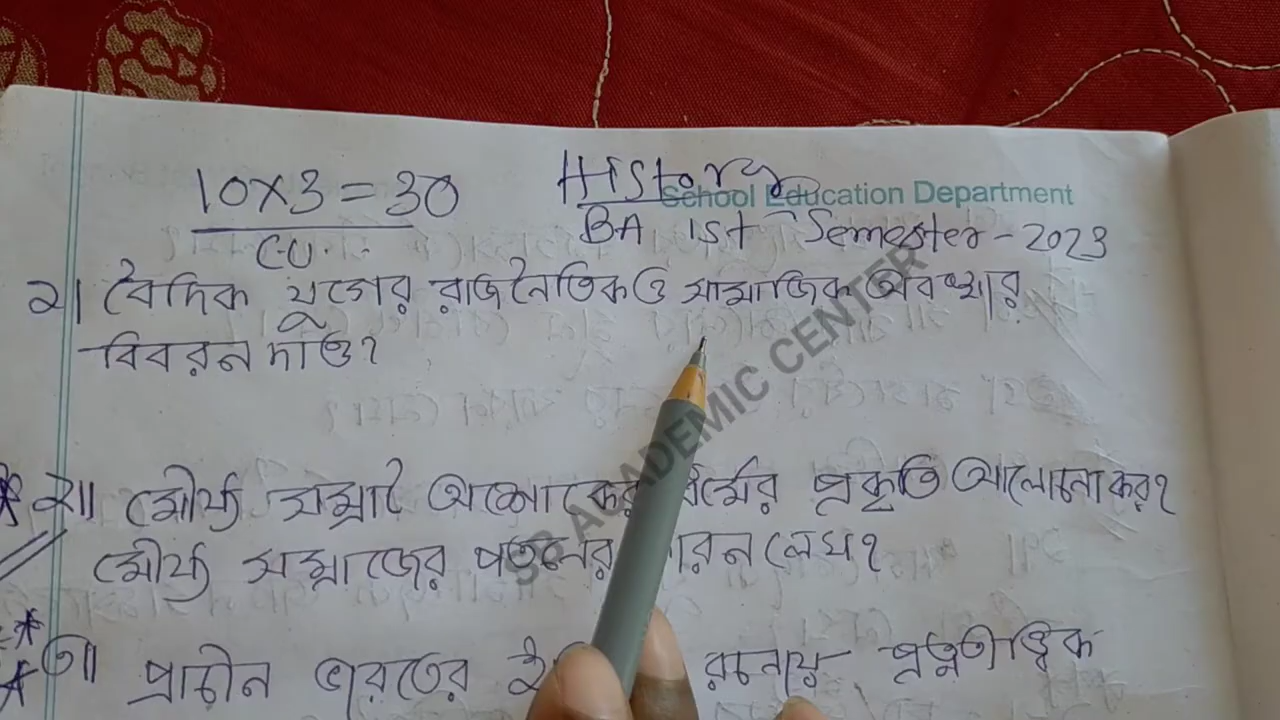 10×3=30
History
School Education Department
C.U.
BA 1st Semester-2023
১। বৈদিক যুগের রাজনৈতিক ও সামাজিক অবস্থার
বিবরন দাও?
২॥ মৌর্য্য সম্রাট অশোকের ধর্মের প্রকৃতি আলোচনা কর?
মৌর্য্য সম্রাজের পতনের কারন লেখ?
৩॥ প্রাচীন ভারতের রচনায় প্রত্নতাত্ত্বিক
SB ACADEMIC CENTER